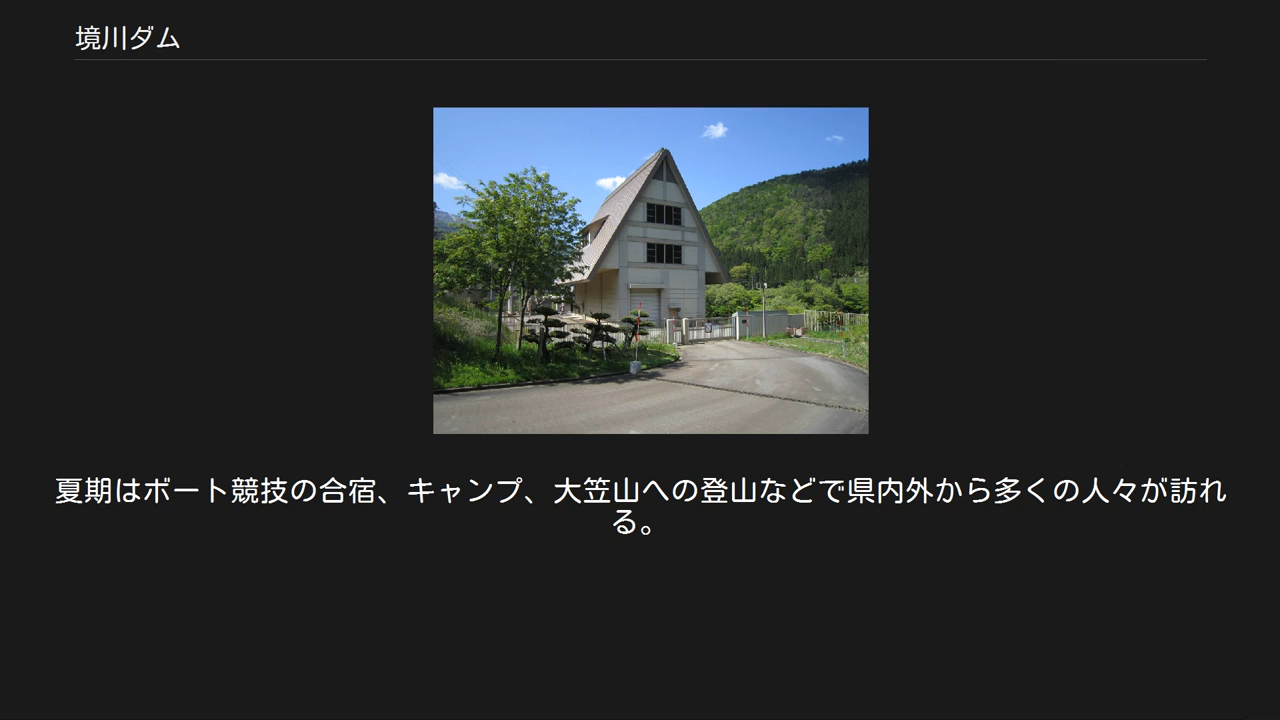 境川ダム
夏期はボート競技の合宿、キャンプ、大笠山への登山などで県内外から多くの人々が訪れ
る。